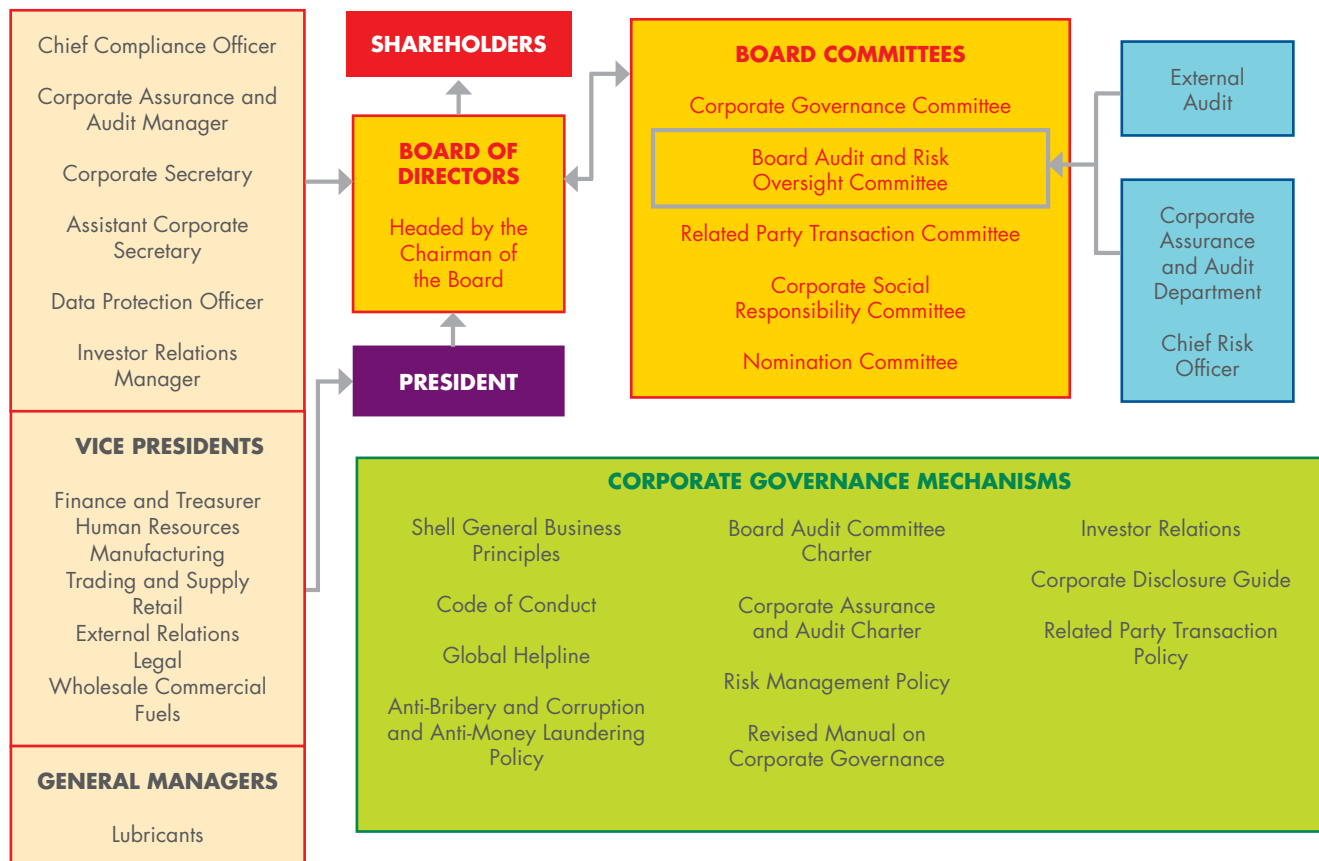 Chief Compliance Officer
Corporate Assurance and
Audit Manager
Corporate Secretary
Assistant Corporate
Secretary
Data Protection Officer
Investor Relations
Manager
VICE PRESIDENTS
Finance and Treasurer
Human Resources
Manufacturing
Trading and Supply
Retail
External Relations
Legal
Wholesale Commercial
Fuels
GENERAL MANAGERS
Lubricants
SHAREHOLDERS
BOARD OF
DIRECTORS
Headed by the
Chairman of
the Board
PRESIDENT
BOARD COMMITTEES
Corporate Governance Committee
Board Audit and Risk
Oversight Committee
Related Party Transaction Committee
Corporate Social
Responsibility Committee
Nomination Committee
External
Audit
Corporate
Assurance
and Audit
Department
Chief Risk
Officer
CORPORATE GOVERNANCE MECHANISMS
Shell General Business
Principles
Code of Conduct
Global Helpline
Anti-Bribery and Corruption
and Anti-Money Laundering
Policy
Board Audit Committee
Charter
Corporate Assurance
and Audit Charter
Risk Management Policy
Revised Manual on
Corporate Governance
Investor Relations
Corporate Disclosure Guide
Related Party Transaction
Policy